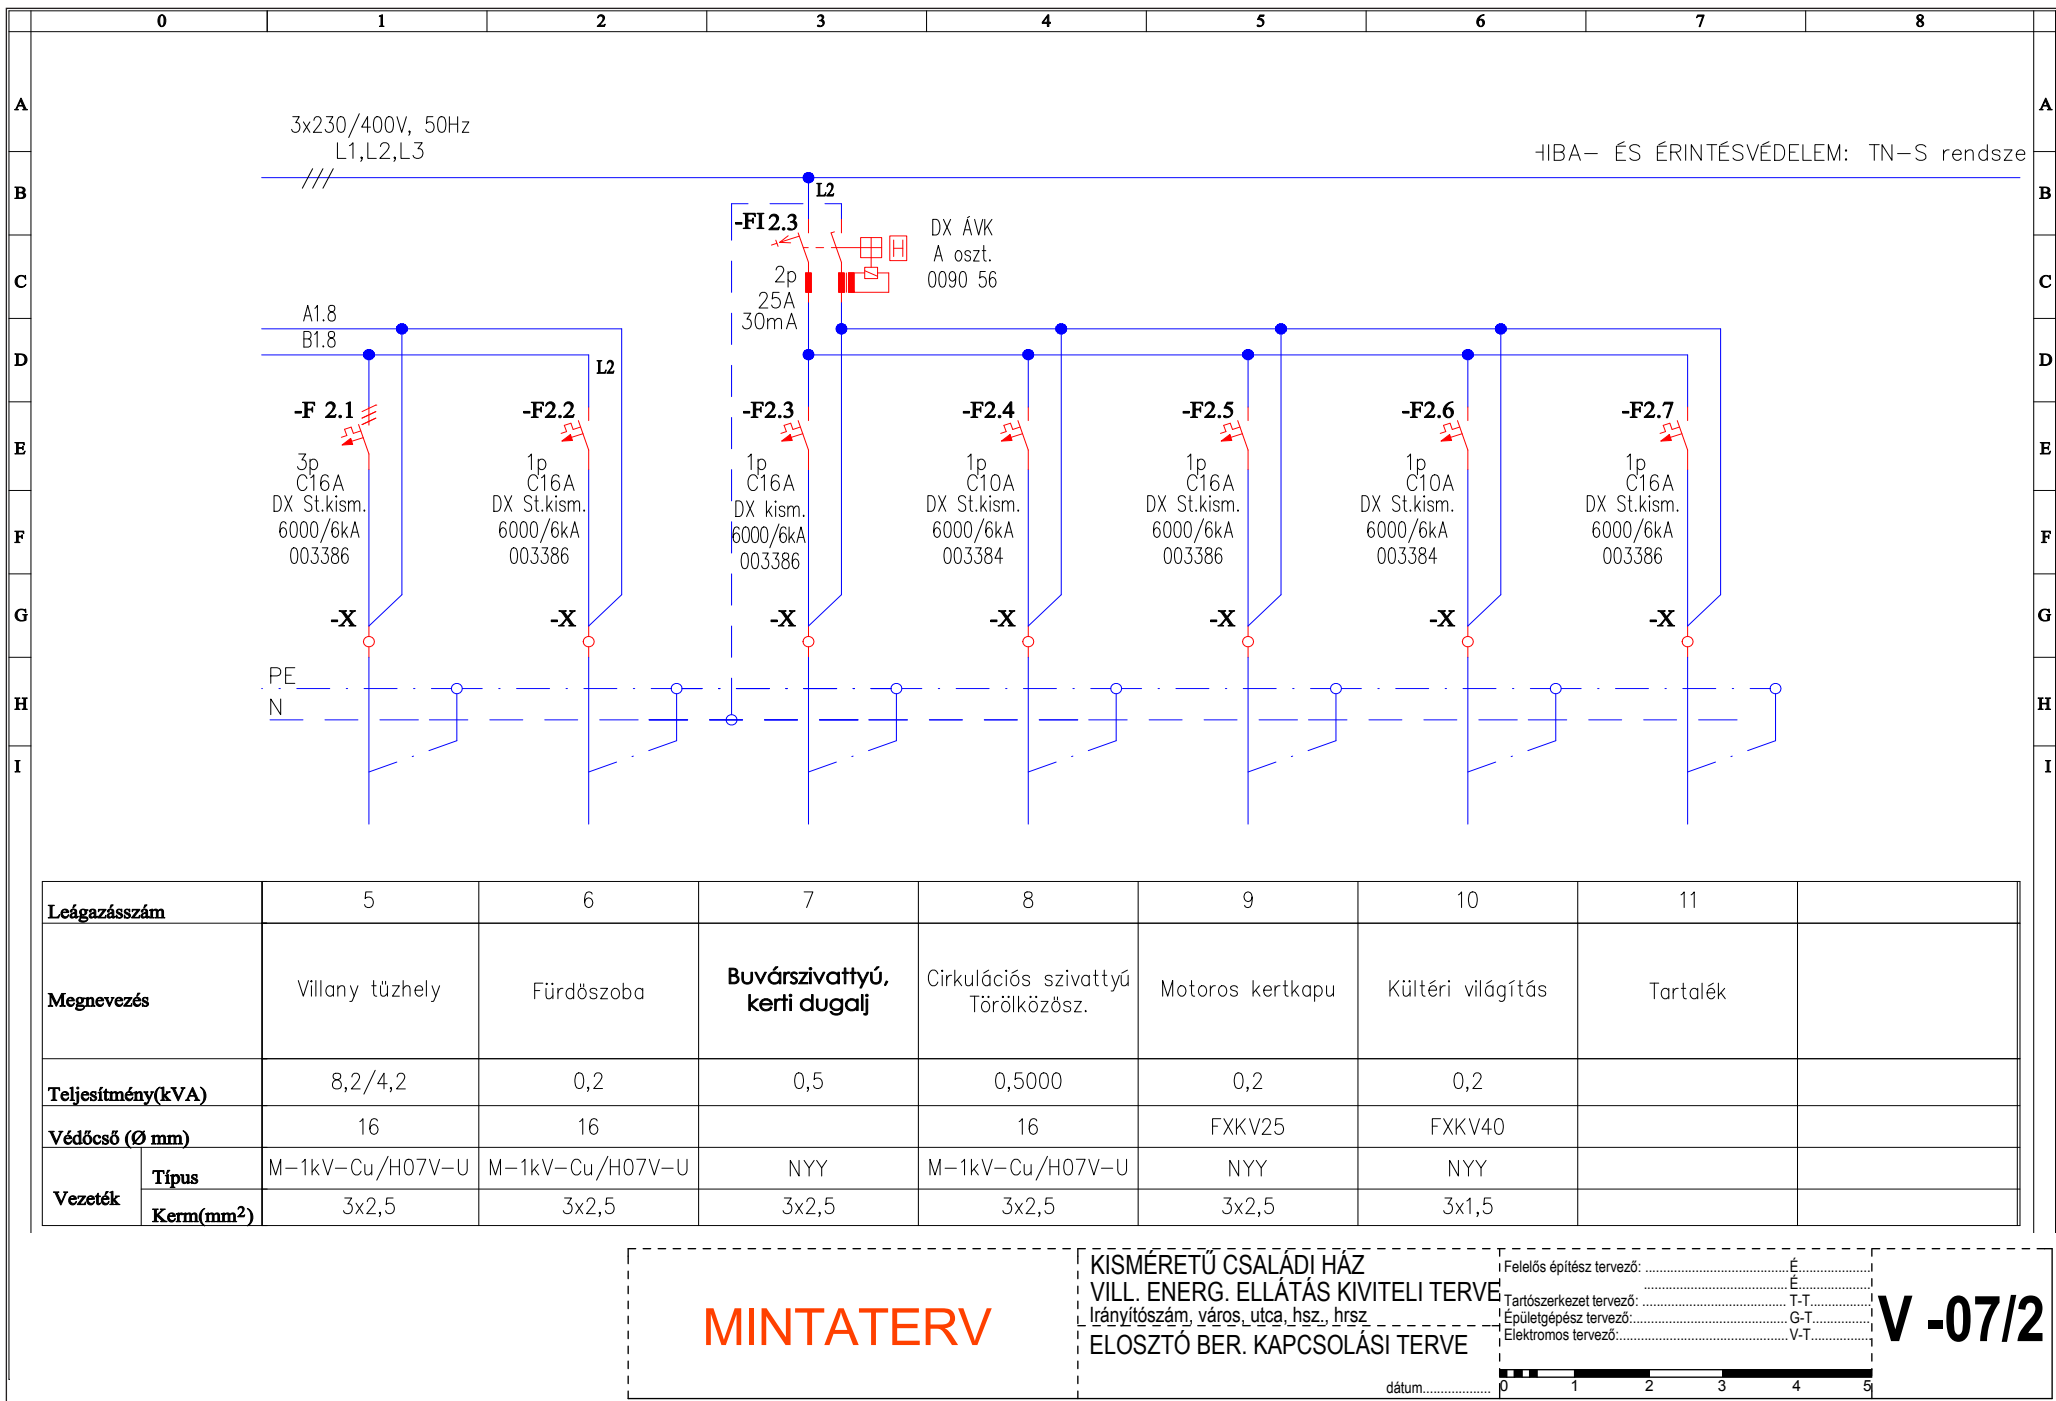 0 1 2 3 4 5 6 7 8
A A
3x230/400V, 50Hz
L1,L2,L3
HIBA- ÉS ÉRINTÉSVÉDELEM: TN-S rendsze
B B
L2
-FI 2.3
DX ÁVK
A oszt.
0090 56
C C
2p
25A
30mA
A1.8
B1.8
D D
L2
-F 2.1 -F2.2 -F2.3 -F2.4 -F2.5 -F2.6 -F2.7
E E
3p 1p 1p 1p 1p 1p 1p
C16A C16A C16A C10A C16A C10A C16A
DX St.kism. DX St.kism. DX kism. DX St.kism. DX St.kism. DX St.kism. DX St.kism.
6000/6kA 6000/6kA 6000/6kA 6000/6kA 6000/6kA 6000/6kA 6000/6kA
F F
003386 003386 003386 003384 003386 003384 003386
G G
-X -X -X -X -X -X -X
PE
N
H H
I I
Leágazásszám 5 6 7 8 9 10 11
Megnevezés Villany tűzhely Fürdőszoba Buvárszivattyú, kerti dugalj Cirkulációs szivattyú Törölközősz. Motoros kertkapu Kültéri világítás Tartalék
Teljesítmény(kVA) 8,2/4,2 0,2 0,5 0,5000 0,2 0,2
Védőcső (Ø mm) 16 16 16 FXKV25 FXKV40
Vezeték
Típus M-1kV-Cu/H07V-U M-1kV-Cu/H07V-U NYY M-1kV-Cu/H07V-U NYY NYY
Kerm(mm²) 3x2,5 3x2,5 3x2,5 3x2,5 3x2,5 3x1,5
MINTATERV
KISMÉRETŰ CSALÁDI HÁZ
VILL. ENERG. ELLÁTÁS KIVITELI TERVE
Irányítószám, város, utca, hsz., hrsz
ELOSZTÓ BER. KAPCSOLÁSI TERVE
dátum...................
Felelős építész tervező: ........................................É..................
........................................É..................
Tartószerkezet tervező: ........................................T-T................
Épületgépész tervező:........................................G-T................
Elektromos tervező:........................................V-T................
0 1 2 3 4 5
V -07/2